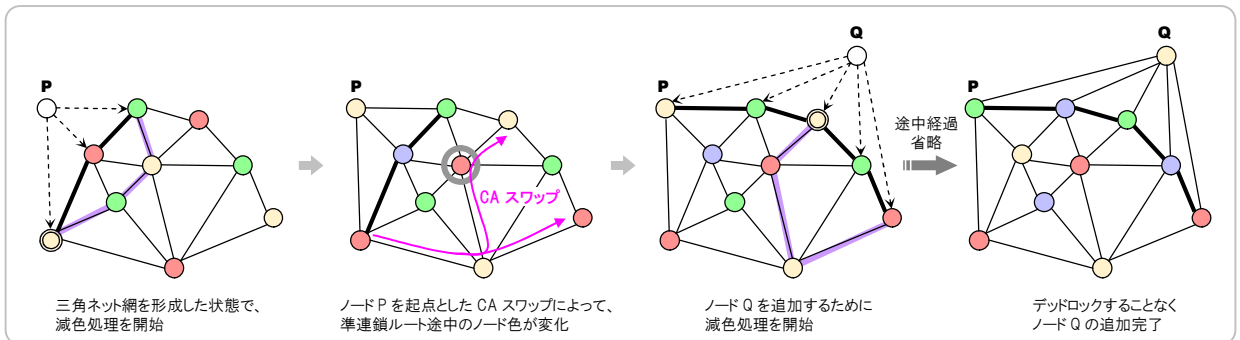 P
P
CA スワップ
Q
P
途中経過
省略
Q
P
三角ネット網を形成した状態で、
減色処理を開始
ノード P を起点とした CA スワップによって、
準連鎖ルート途中のノード色が変化
ノード Q を追加するために
減色処理を開始
デッドロックすることなく
ノード Q の追加完了